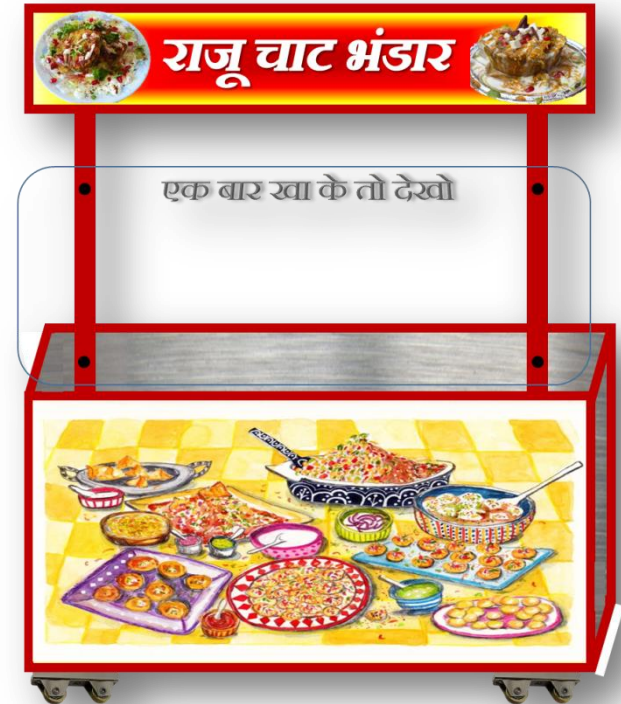 राजू चाट भंडार
एक बार खा के तो देखो